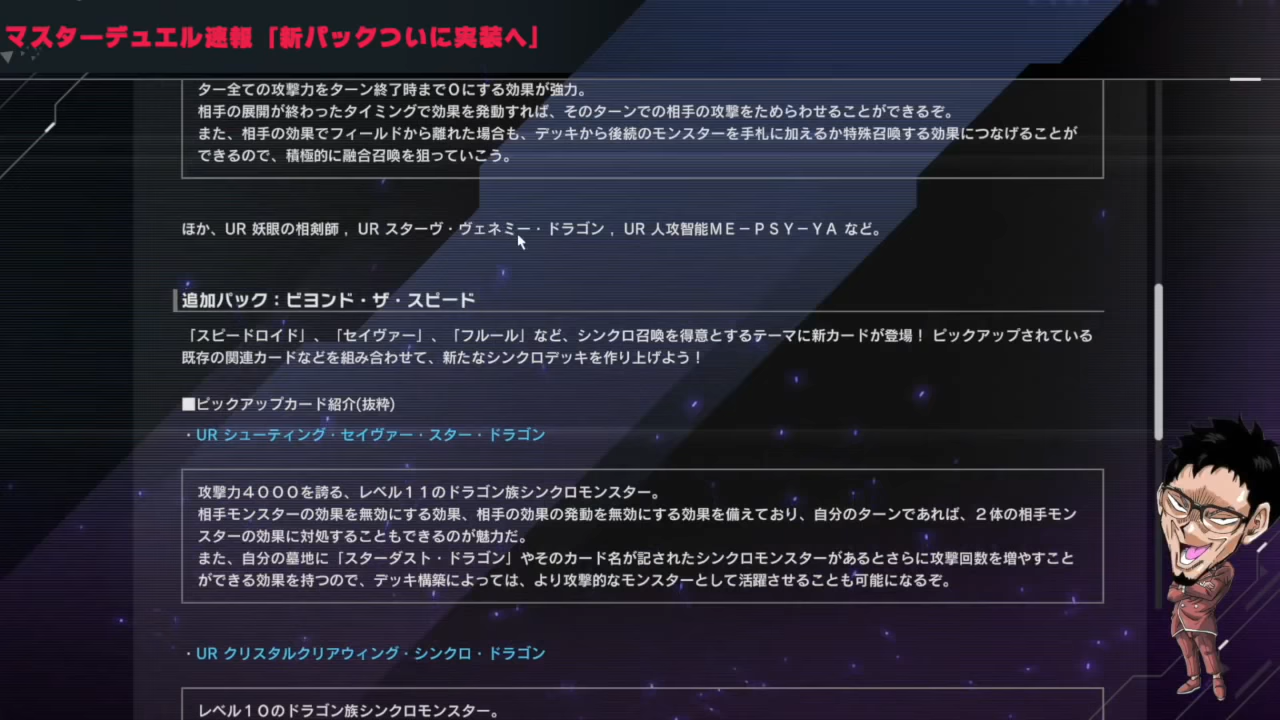 マスターデュエル速報「新パックついに実装へ」
ター全ての攻撃力をターン終了時まで０にする効果が強力。
相手の展開が終わったタイミングで効果を発動すれば、そのターンでの相手の攻撃をためらわせることができるぞ。
また、相手の効果でフィールドから離れた場合も、デッキから後続のモンスターを手札に加えるか特殊召喚する効果につなげることが
できるので、積極的に融合召喚を狙っていこう。
ほか、UR 妖眼の相剣師 , UR スターヴ・ヴェネミー・ドラゴン , UR 人攻智能ＭＥ－ＰＳＹ－ＹＡ など。
追加パック：ビヨンド・ザ・スピード
「スピードロイド」、「セイヴァー」、「フルール」など、シンクロ召喚を得意とするテーマに新カードが登場！ ピックアップされている
既存の関連カードなどを組み合わせて、新たなシンクロデッキを作り上げよう！
■ピックアップカード紹介(抜粋)
・UR シューティング・セイヴァー・スター・ドラゴン
攻撃力４０００を誇る、レベル１１のドラゴン族シンクロモンスター。
相手モンスターの効果を無効にする効果、相手の効果の発動を無効にする効果を備えており、自分のターンであれば、２体の相手モン
スターの効果に対処することもできるのが魅力だ。
また、自分の墓地に「スターダスト・ドラゴン」やそのカード名が記されたシンクロモンスターがあるとさらに攻撃回数を増やすこと
ができる効果を持つので、デッキ構築によっては、より攻撃的なモンスターとして活躍させることも可能になるぞ。
・UR クリスタルクリアウィング・シンクロ・ドラゴン
レベル１０のドラゴン族シンクロモンスター。